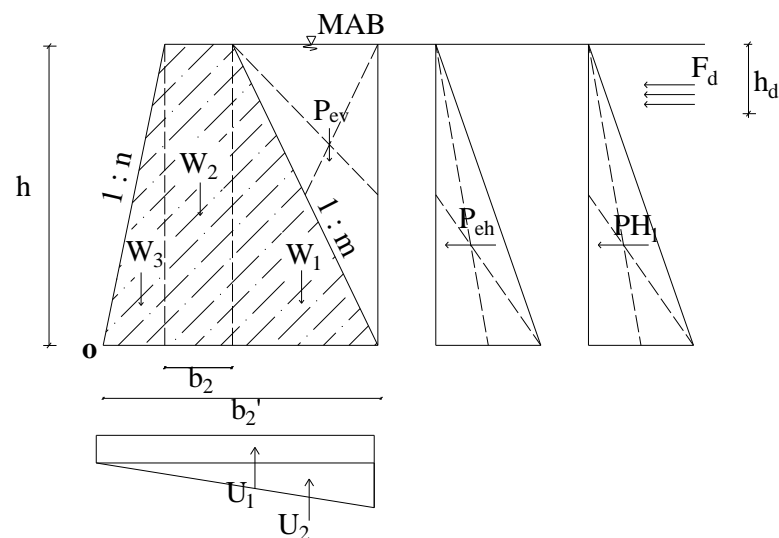 MAB
F_d
h_d
P_ev
1 : n
W_2
h
1 : m
P_eh
PH_1
W_3
W_1
o
b_2
b_2'
U_1
U_2